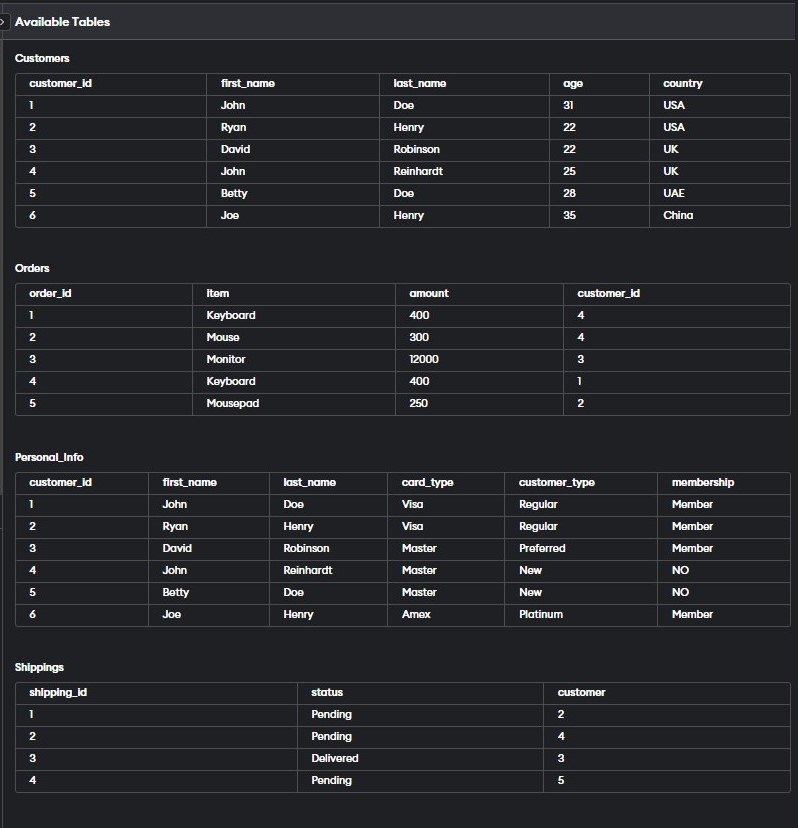 Available Tables
Customers
customer_id first_name last_name age country
1 John Doe 31 USA
2 Ryan Henry 22 USA
3 David Robinson 22 UK
4 John Reinhardt 25 UK
5 Betty Doe 28 UAE
6 Joe Henry 35 China
Orders
order_id item amount customer_id
1 Keyboard 400 4
2 Mouse 300 4
3 Monitor 12000 3
4 Keyboard 400 1
5 Mousepad 250 2
Personal_Info
customer_id first_name last_name card_type customer_type membership
1 John Doe Visa Regular Member
2 Ryan Henry Visa Regular Member
3 David Robinson Master Preferred Member
4 John Reinhardt Master New NO
5 Betty Doe Master New NO
6 Joe Henry Amex Platinum Member
Shippings
shipping_id status customer
1 Pending 2
2 Pending 4
3 Delivered 3
4 Pending 5